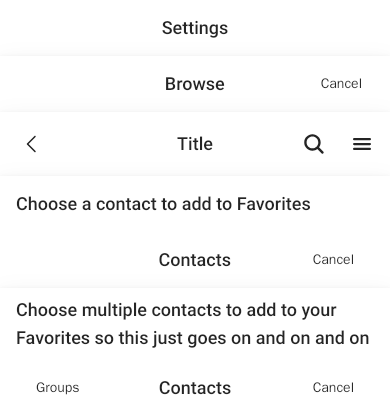 Settings
Browse Cancel
Title
Choose a contact to add to Favorites
Contacts Cancel
Choose multiple contacts to add to your
Favorites so this just goes on and on and on
Groups Contacts Cancel